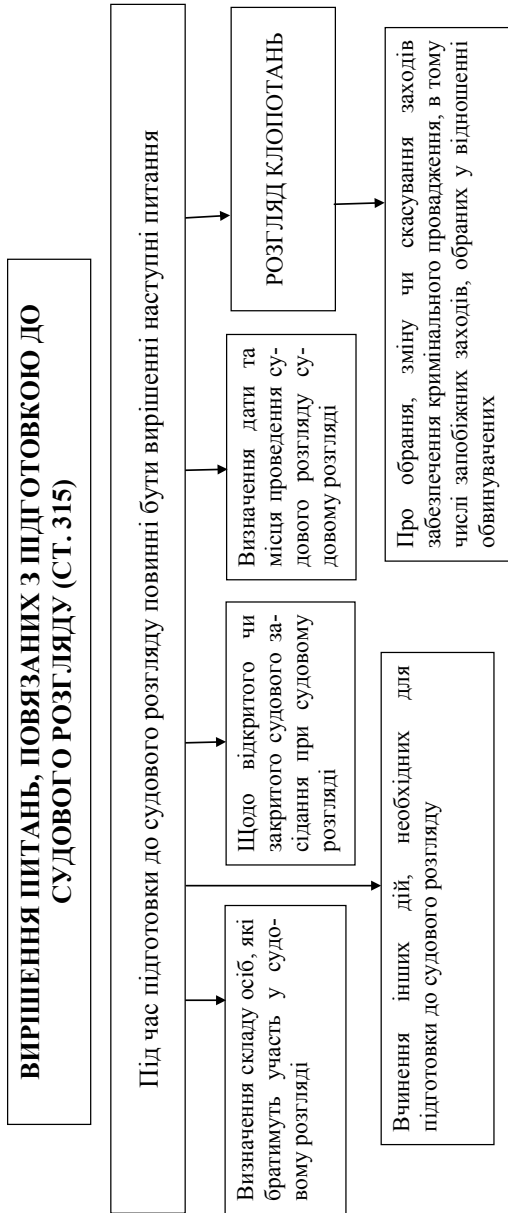 ВИРІШЕННЯ ПИТАНЬ, ПОВЯЗАНИХ З ПІДГОТОВКОЮ ДО
СУДОВОГО РОЗГЛЯДУ (СТ. 315)
Під час підготовки до судового розгляду повинні бути вирішенні наступні питання
Визначення складу осіб, які
братимуть участь у судо-
вому розгляді
Щодо відкритого чи
закритого судового за-
сідання при судовому
розгляді
Визначення дати та
місця проведення су-
дового розгляду су-
довому розгляді
РОЗГЛЯД КЛОПОТАНЬ
Вчинення інших дій, необхідних для
підготовки до судового розгляду
Про обрання, зміну чи скасування заходів
забезпечення кримінального провадження, в тому
числі запобіжних заходів, обраних у відношенні
обвинувачених